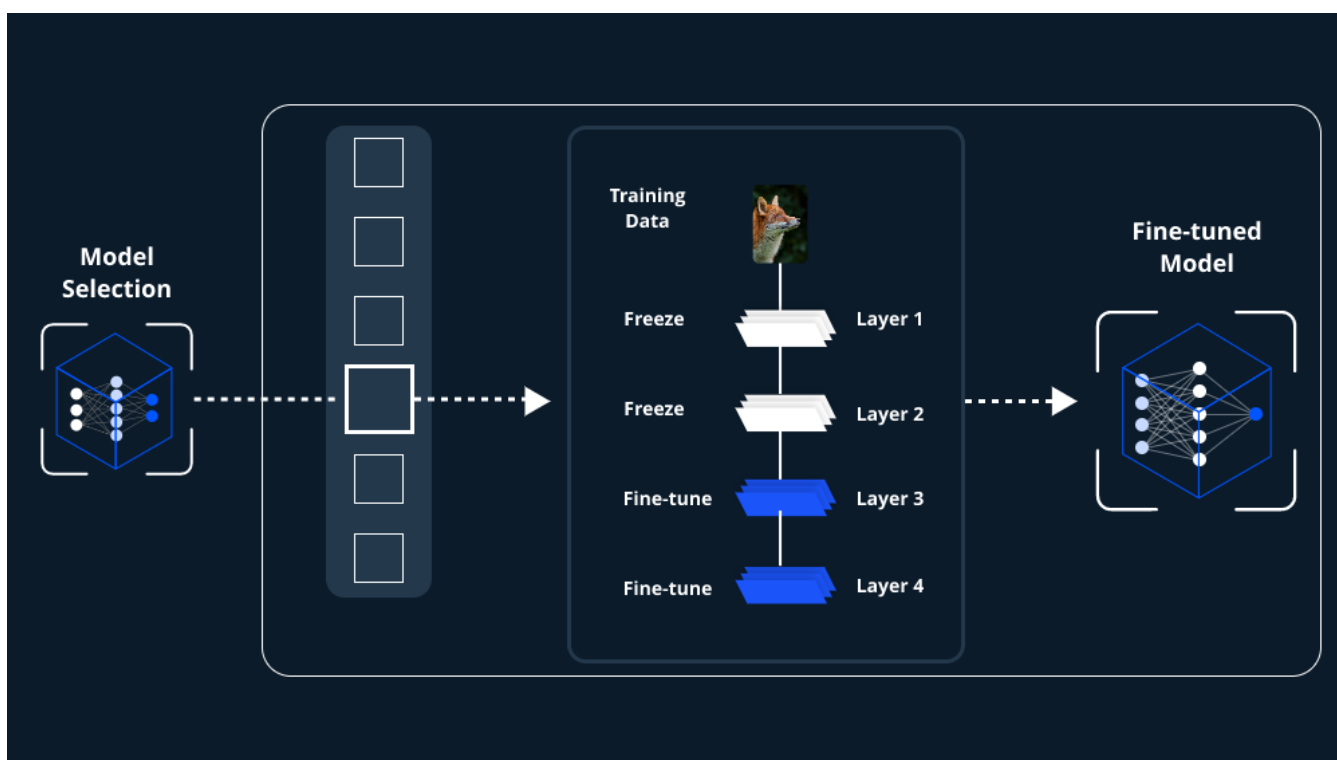 Model
Selection
Training
Data
Freeze
Layer 1
Freeze
Layer 2
Fine-tune
Layer 3
Fine-tune
Layer 4
Fine-tuned
Model